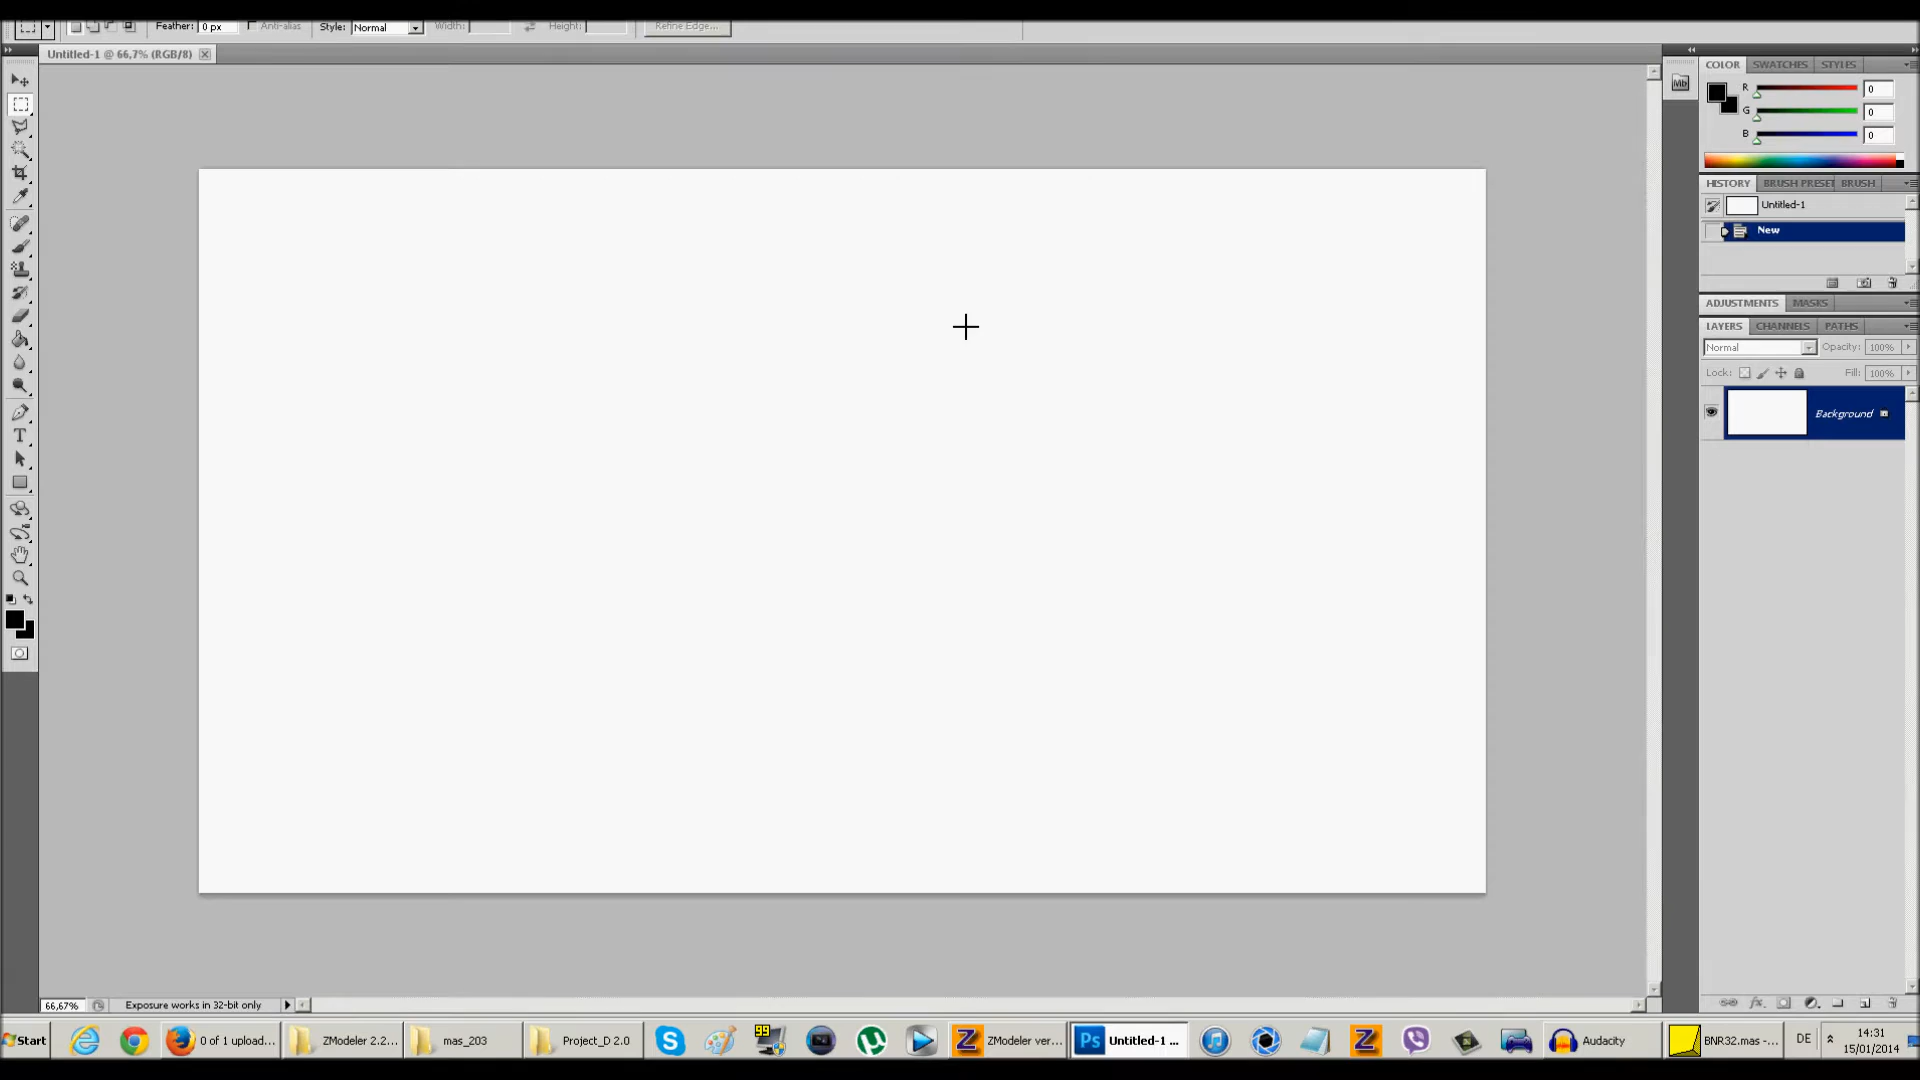 Feather: 0 px Anti-alias Style: Normal Width: Height: Refine Edge...
Untitled-1 @ 66,7% (RGB/8)
Mb
COLOR SWATCHES STYLES
R 0
G 0
B 0
HISTORY BRUSH PRESET BRUSH
Untitled-1
New
ADJUSTMENTS MASKS
LAYERS CHANNELS PATHS
Normal Opacity: 100%
Lock: Fill: 100%
Background
T
66,67% Exposure works in 32-bit only
Start 0 of 1 upload... ZModeler 2.2... mas_203 Project_D 2.0 99 ZModeler ver... Ps Untitled-1 ... Audacity BNR32.mas -... DE 14:31
15/01/2014